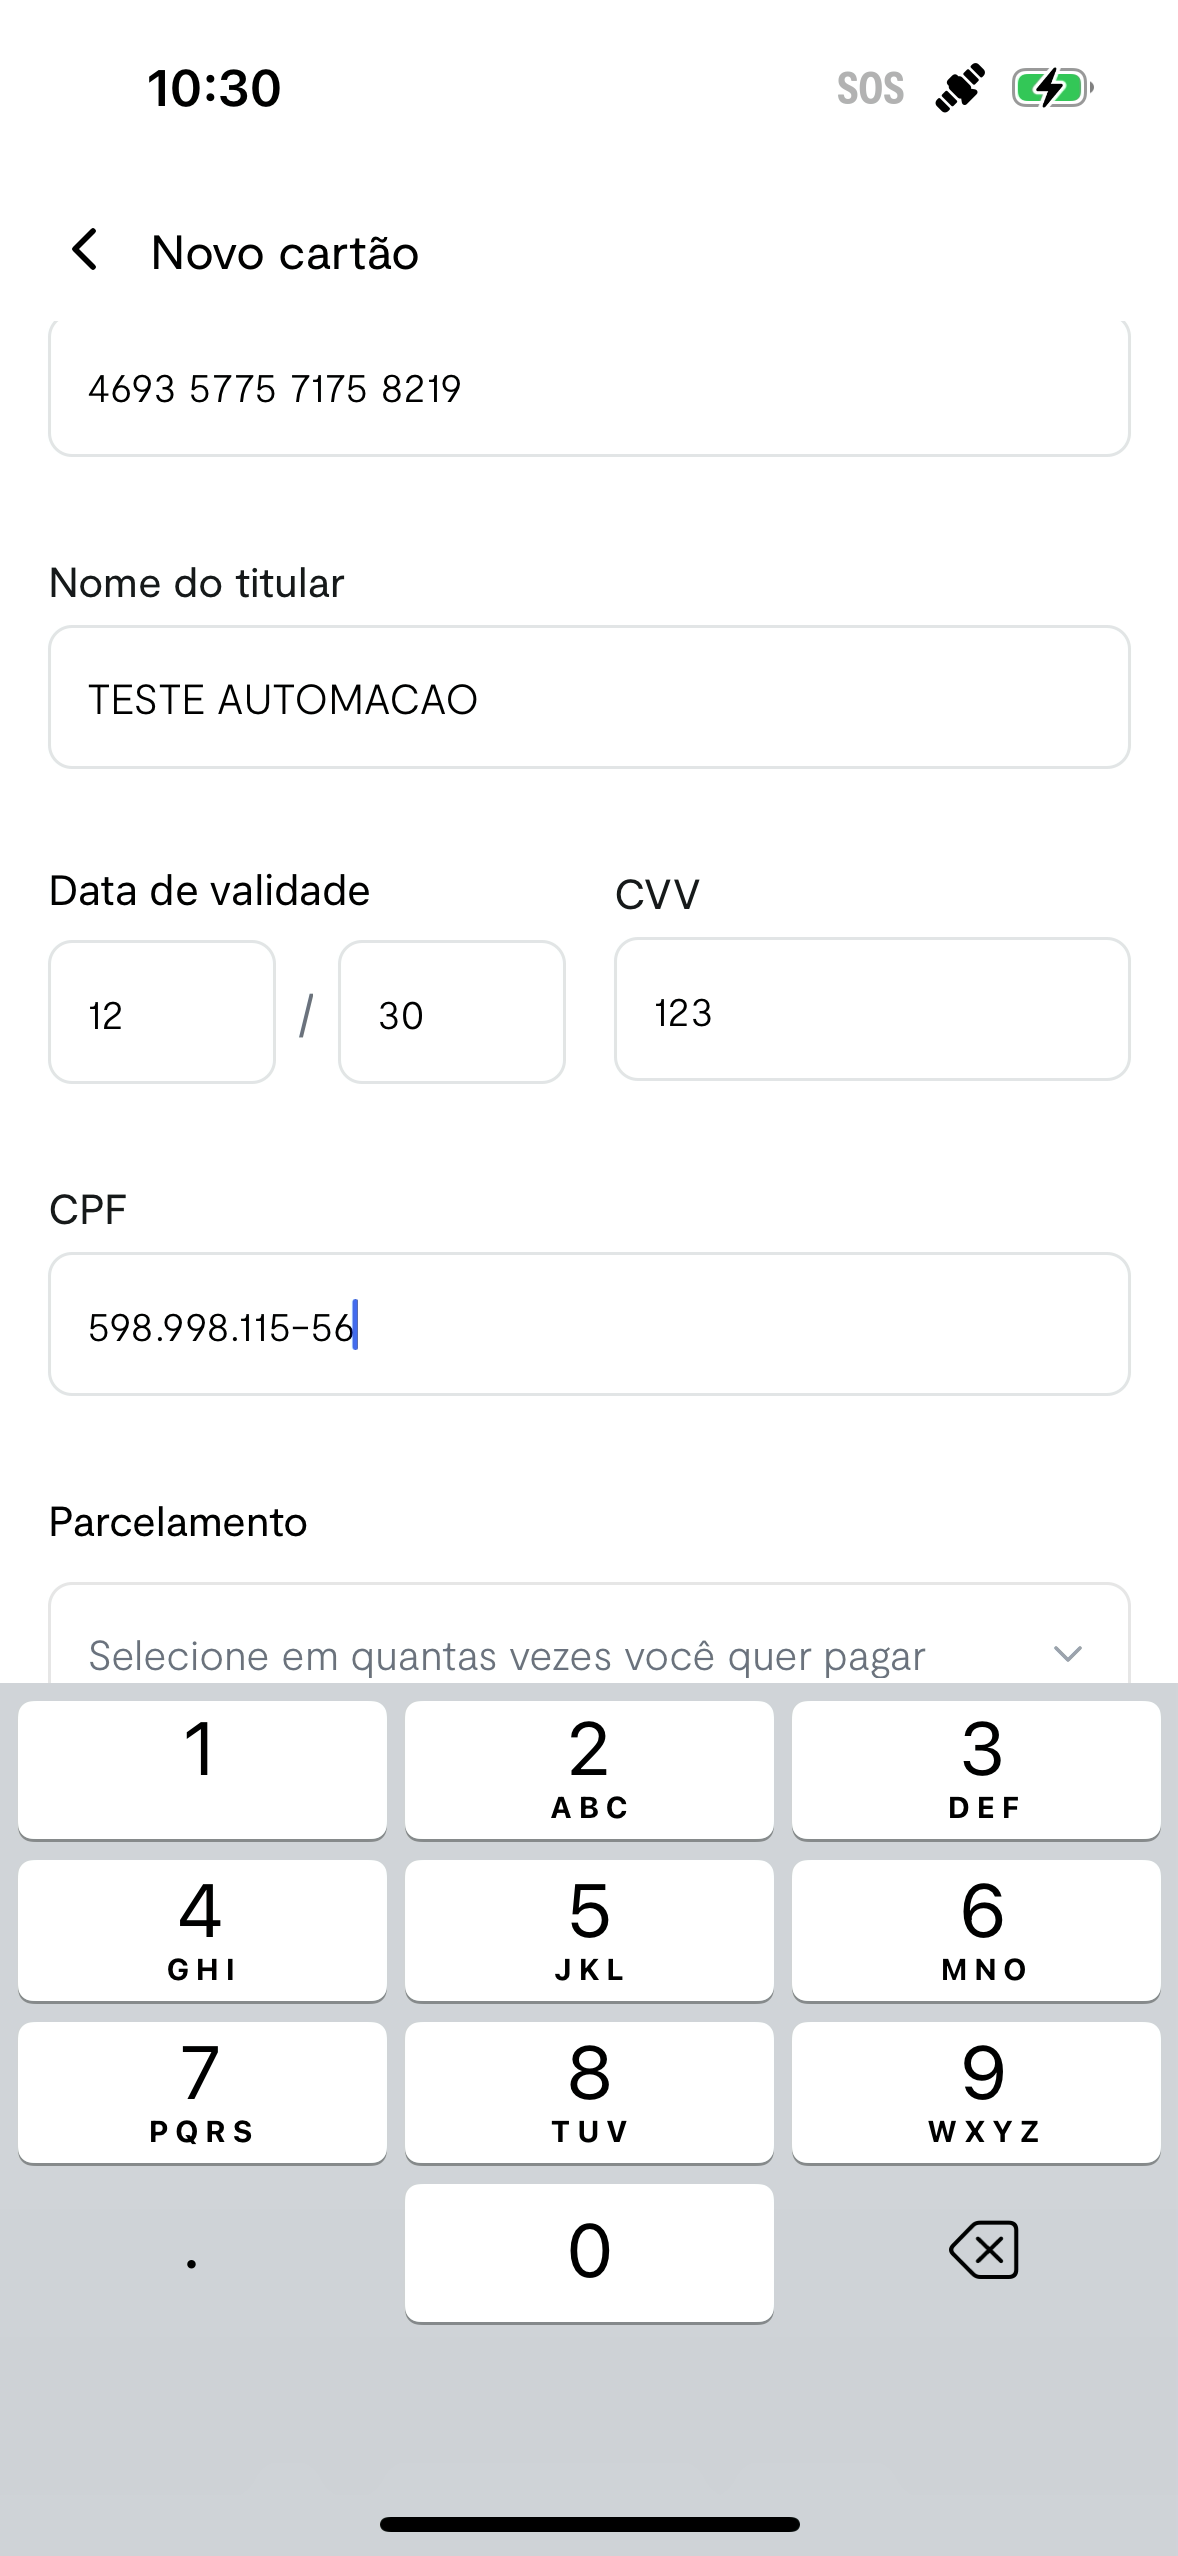 10:30 SOS
Novo cartão
4693 5775 7175 8219
Nome do titular
TESTE AUTOMACAO
Data de validade CVV
12 / 30 123
CPF
598.998.115-56
Parcelamento
Selecione em quantas vezes você quer pagar
1 2 3
ABC DEF
4 5 6
GHI JKL MNO
7 8 9
PQRS TUV WXYZ
. 0